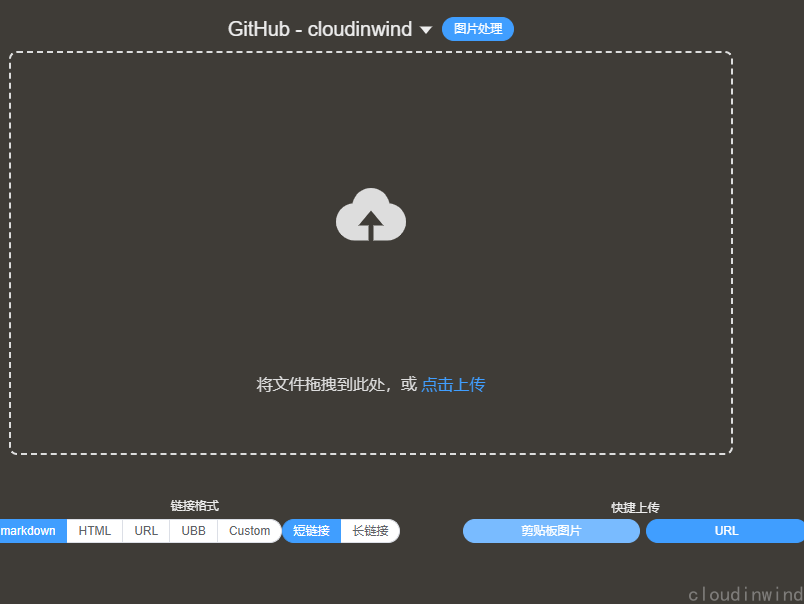 GitHub - cloudinwind 图片处理
将文件拖拽到此处，或 点击上传
链接格式 快捷上传
markdown HTML URL UBB Custom 短链接 长链接 剪贴板图片 URL
cloudinwind